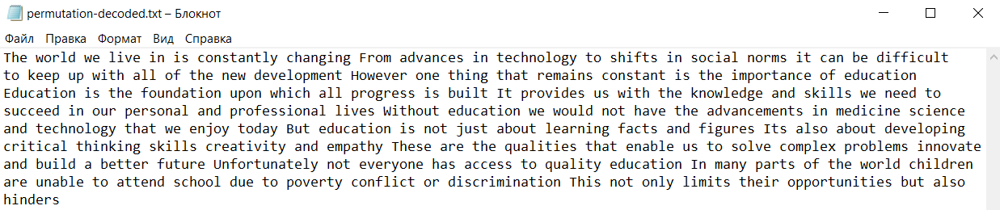 permutation-decoded.txt – Блокнот
Файл Правка Формат Вид Справка
The world we live in is constantly changing From advances in technology to shifts in social norms it can be difficult
to keep up with all of the new development However one thing that remains constant is the importance of education
Education is the foundation upon which all progress is built It provides us with the knowledge and skills we need to
succeed in our personal and professional lives Without education we would not have the advancements in medicine science
and technology that we enjoy today But education is not just about learning facts and figures Its also about developing
critical thinking skills creativity and empathy These are the qualities that enable us to solve complex problems innovate
and build a better future Unfortunately not everyone has access to quality education In many parts of the world children
are unable to attend school due to poverty conflict or discrimination This not only limits their opportunities but also
hinders